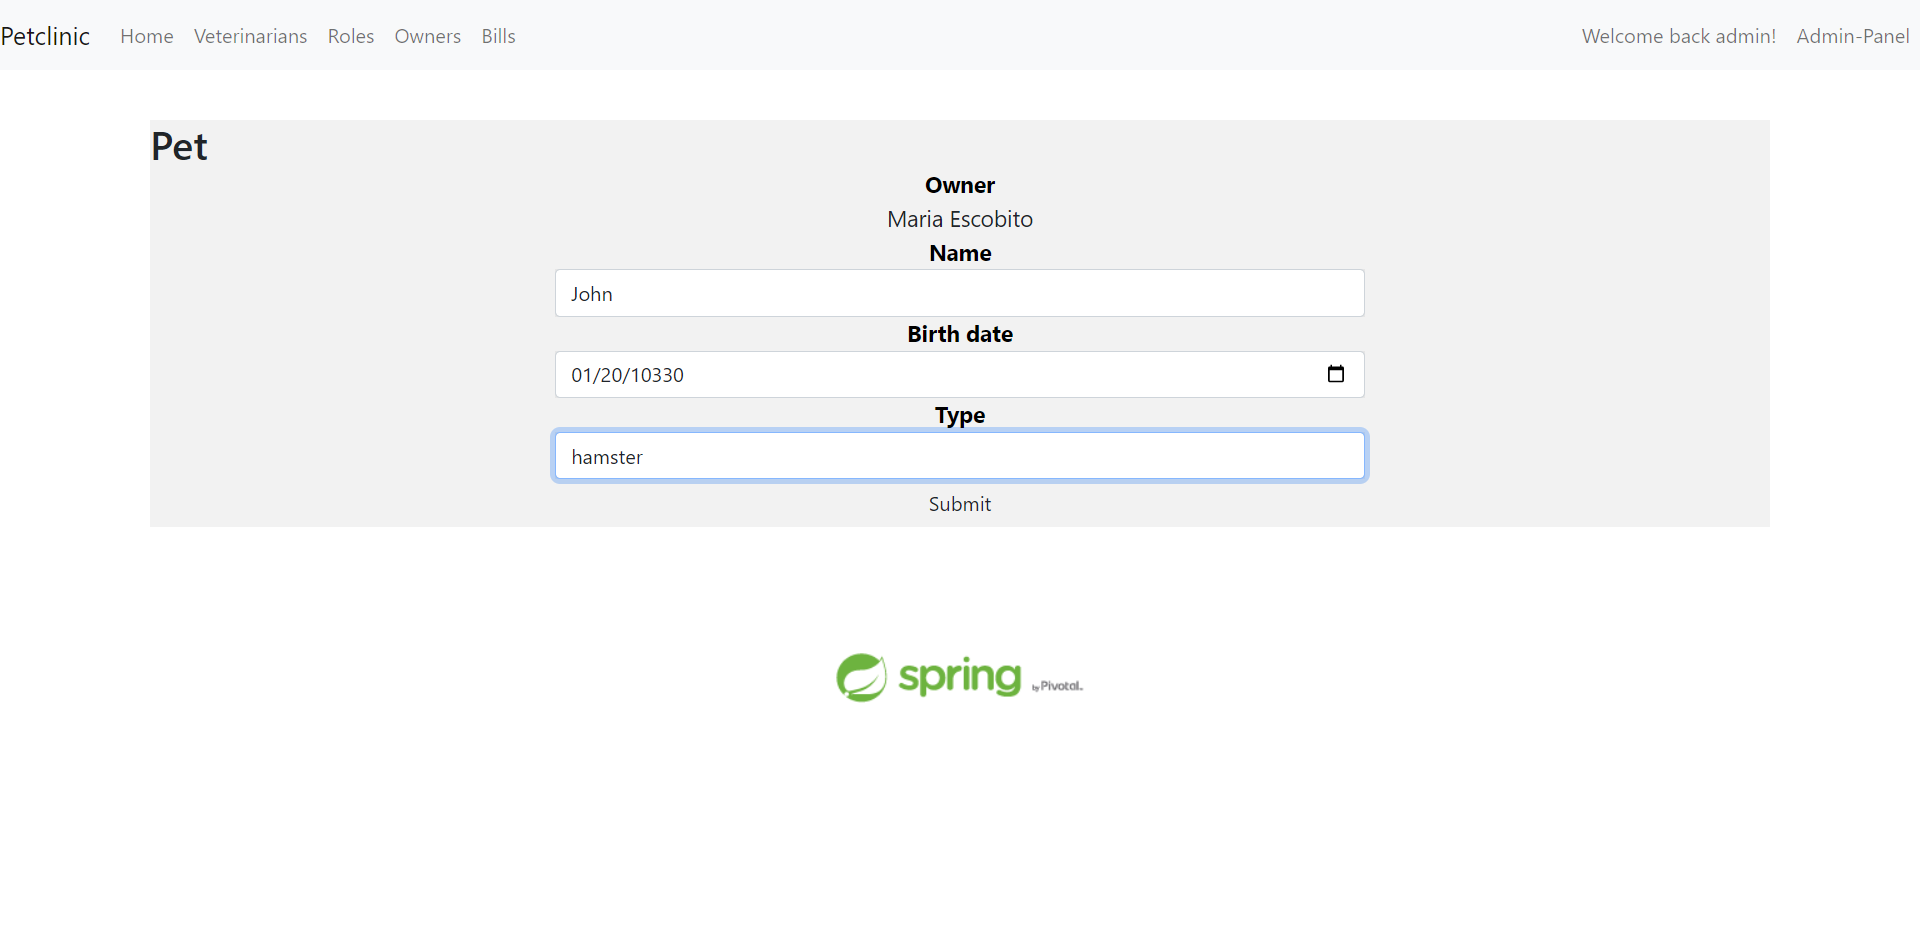 Petclinic Home Veterinarians Roles Owners Bills Welcome back admin! Admin-Panel
Pet
Owner
Maria Escobito
Name
John
Birth date
01/20/10330
Type
hamster
Submit
spring by Pivotal.